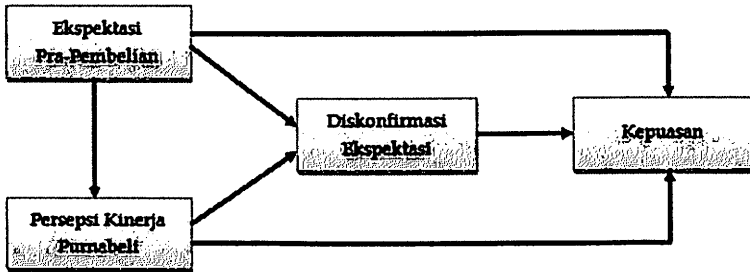 Ekspektasi
Pra-Pembelian
Diskonfirmasi
Ekspektasi
Kepuasan
Persepsi Kinerja
Purnabeli